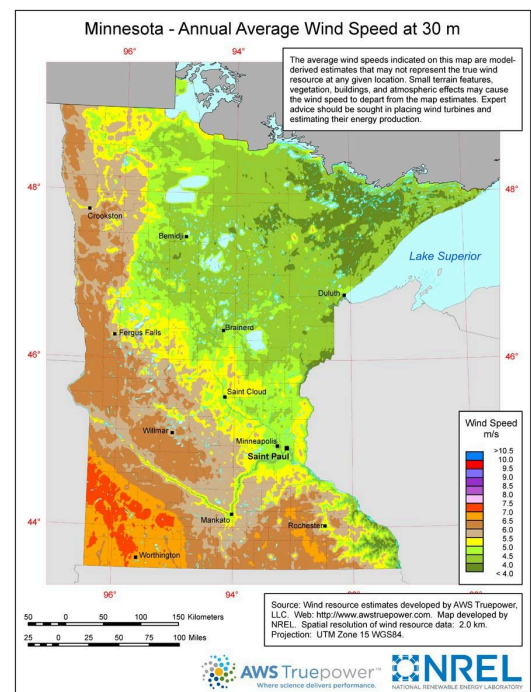 Minnesota - Annual Average Wind Speed at 30 m
The average wind speeds indicated on this map are model-
derived estimates that may not represent the true wind
resource at any given location. Small terrain features,
vegetation, buildings, and atmospheric effects may cause
the wind speed to depart from the map estimates. Expert
advice should be sought in placing wind turbines and
estimating their energy production.
96°
94°
48°
48°
Crookston
Bemidji
Lake Superior
Duluth
Fergus Falls
Brainerd
46°
46°
Saint Cloud
Willmar
Minneapolis
Saint Paul
Wind Speed
m/s
>10.5
10.0
9.5
9.0
8.5
8.0
7.5
7.0
6.5
6.0
5.5
5.0
4.5
4.0
< 4.0
44°
Mankato
Rochester
Worthington
96°
94°
50 0 50 100 150 Kilometers
25 0 25 50 75 100 Miles
Source: Wind resource estimates developed by AWS Truepower,
LLC. Web: http://www.awstruepower.com. Map developed by
NREL. Spatial resolution of wind resource data: 2.0 km.
Projection: UTM Zone 15 WGS84.
AWS Truepower™
Where science delivers performance.
NREL
NATIONAL RENEWABLE ENERGY LABORATORY